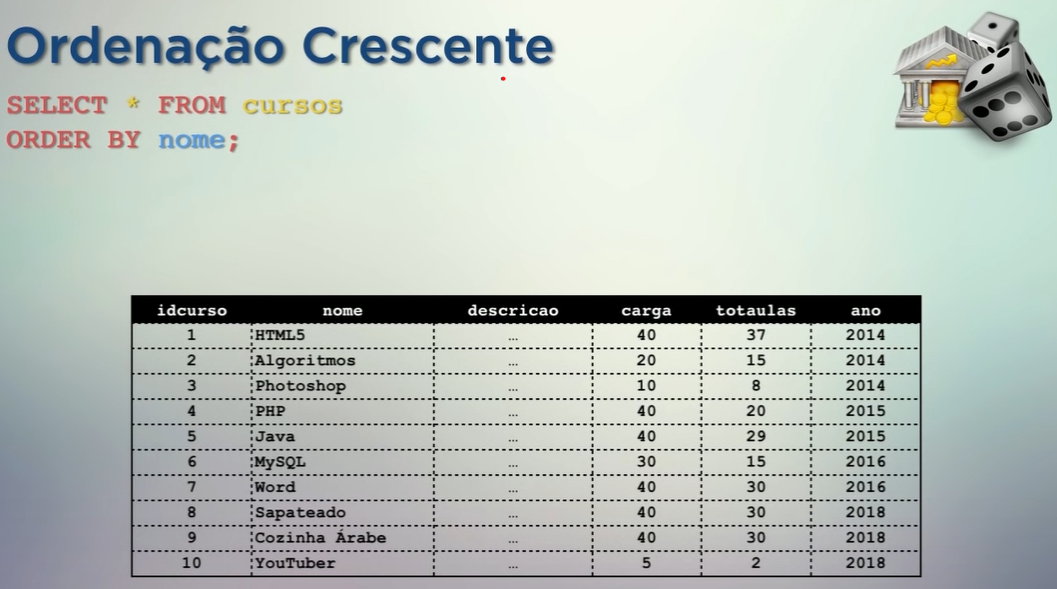 Ordenação Crescente
SELECT * FROM cursos
ORDER BY nome;
idcurso nome descricao carga totaulas ano
1 HTML5 ... 40 37 2014
2 Algoritmos ... 20 15 2014
3 Photoshop ... 10 8 2014
4 PHP ... 40 20 2015
5 Java ... 40 29 2015
6 MySQL ... 30 15 2016
7 Word ... 40 30 2016
8 Sapateado ... 40 30 2018
9 Cozinha Árabe ... 40 30 2018
10 YouTuber ... 5 2 2018